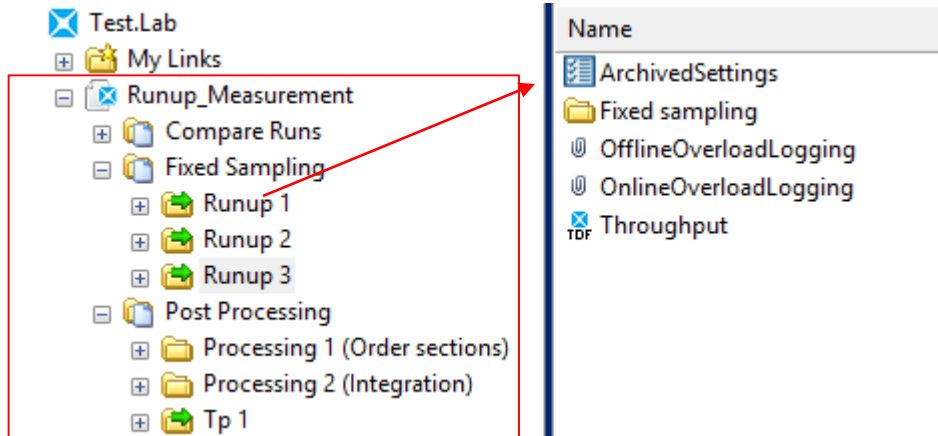 Test.Lab
My Links
Runup_Measurement
Compare Runs
Fixed Sampling
Runup 1
Runup 2
Runup 3
Post Processing
Processing 1 (Order sections)
Processing 2 (Integration)
Tp 1
Name
ArchivedSettings
Fixed sampling
OfflineOverloadLogging
OnlineOverloadLogging
TDF Throughput